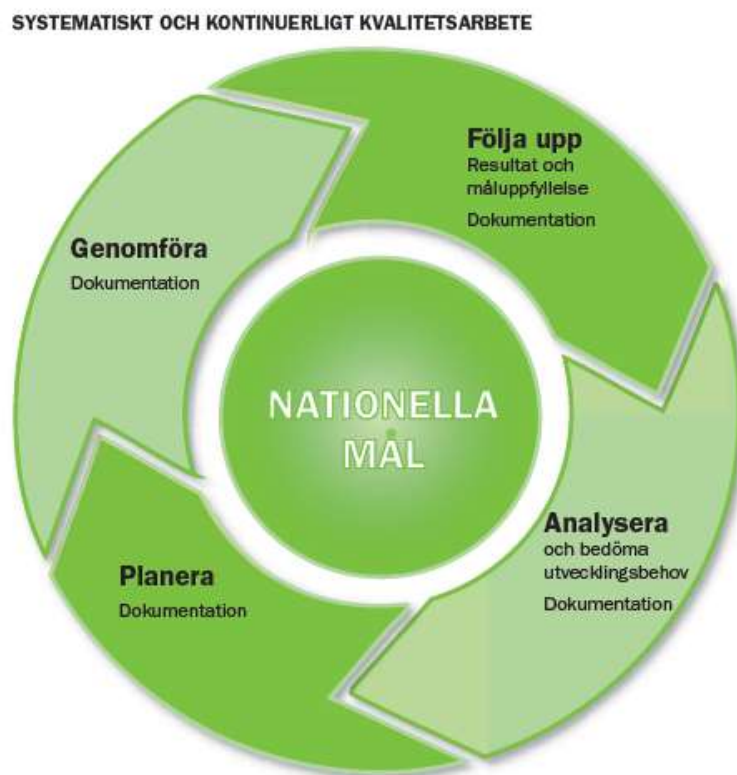 SYSTEMATISKT OCH KONTINUERLIGT KVALITETSARBETE
Följa upp
Resultat och
måluppfyllelse
Dokumentation
Genomföra
Dokumentation
NATIONELLA
MÅL
Analysera
och bedöma
utvecklingsbehov
Dokumentation
Planera
Dokumentation